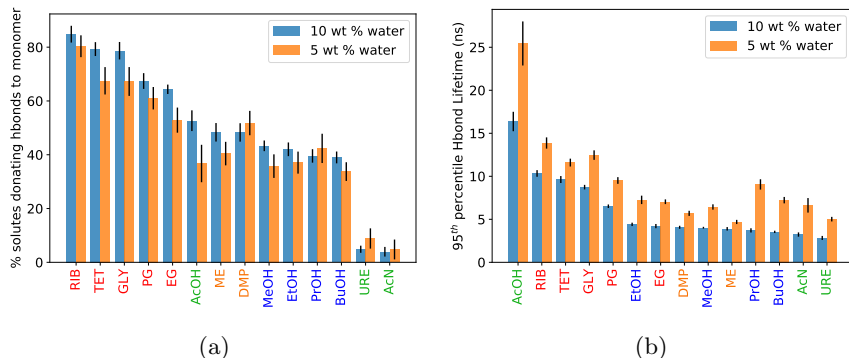 % solutes donating hbonds to monomer
80
60
40
20
0
10 wt % water
5 wt % water
RIB
TET
GLY
PG
EG
AcOH
ME
DMP
MeOH
EtOH
PrOH
BuOH
URE
AcN
(a)
95th percentile Hbond Lifetime (ns)
25
20
15
10
5
0
10 wt % water
5 wt % water
AcOH
RIB
TET
GLY
PG
EtOH
EG
DMP
MeOH
ME
PrOH
BuOH
AcN
URE
(b)